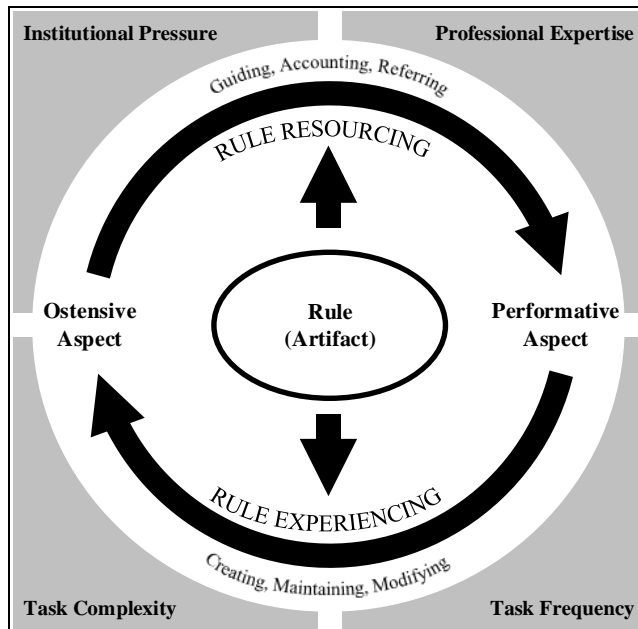 Institutional Pressure
Professional Expertise
Guiding, Accounting, Referring
RULE RESOURCING
Ostensive
Aspect
Rule
(Artifact)
Performative
Aspect
RULE EXPERIENCING
Creating, Maintaining, Modifying
Task Complexity
Task Frequency